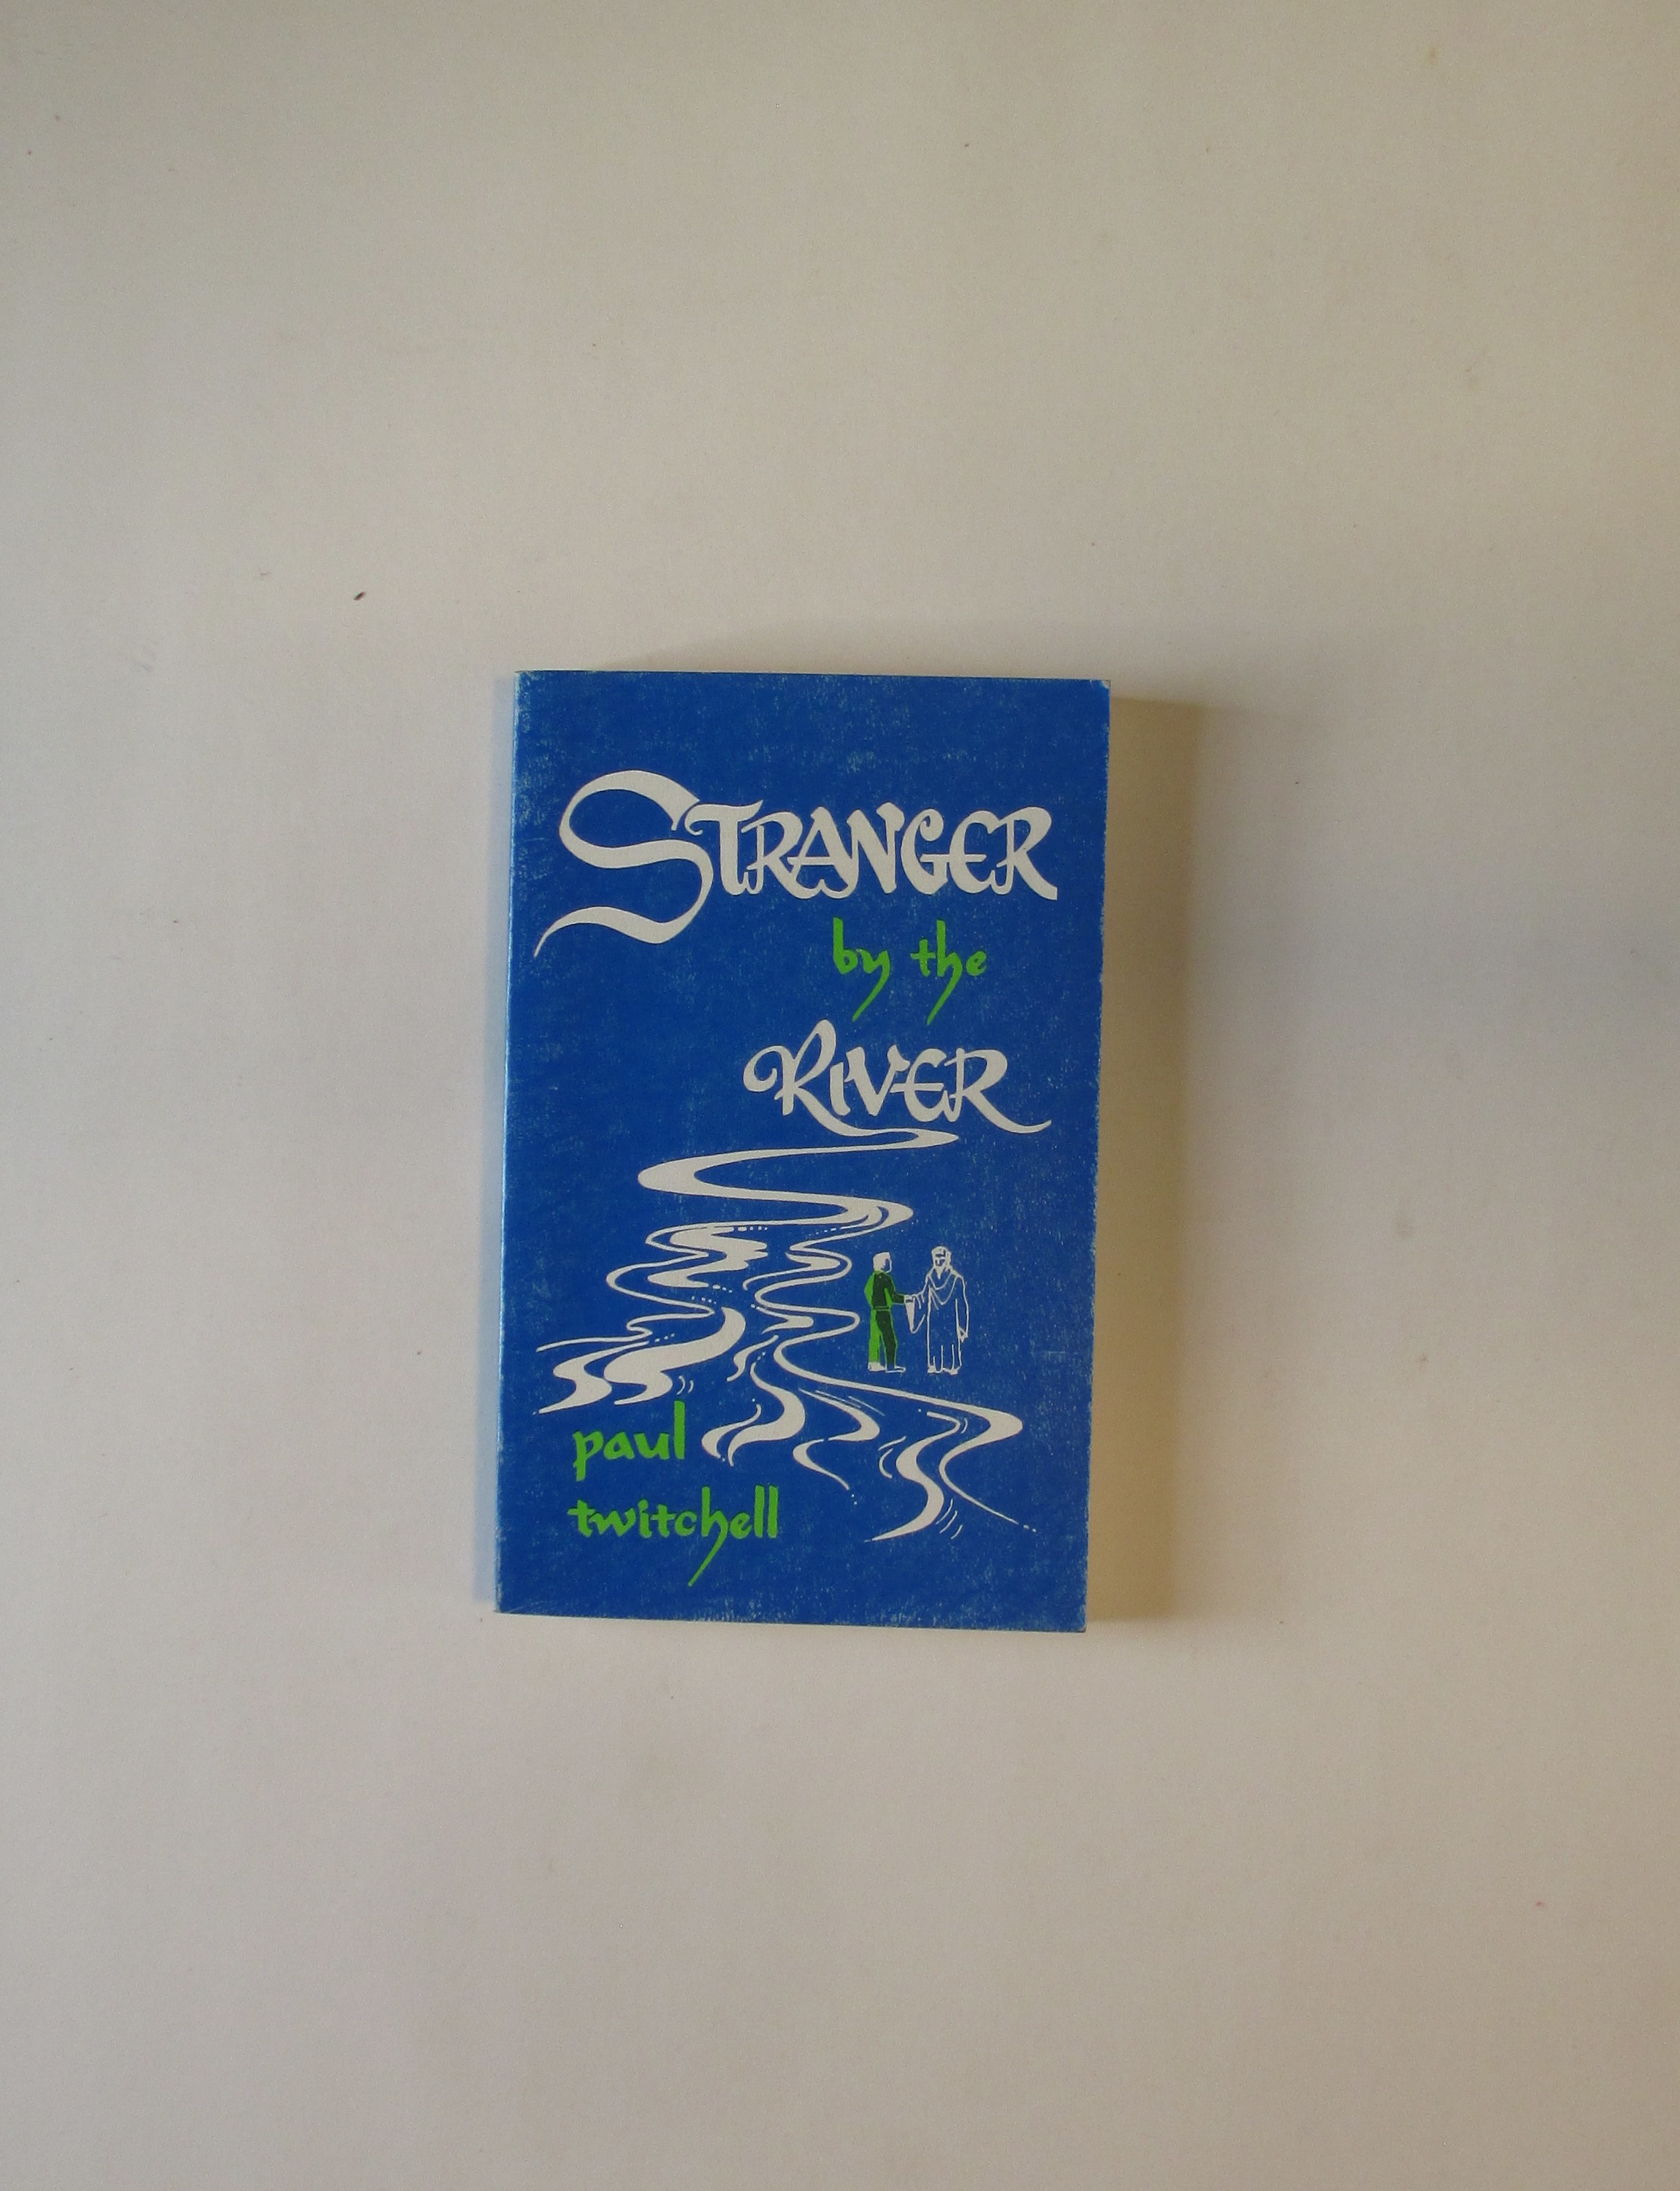 STRANGER
by the
RIVER
paul
twitchell